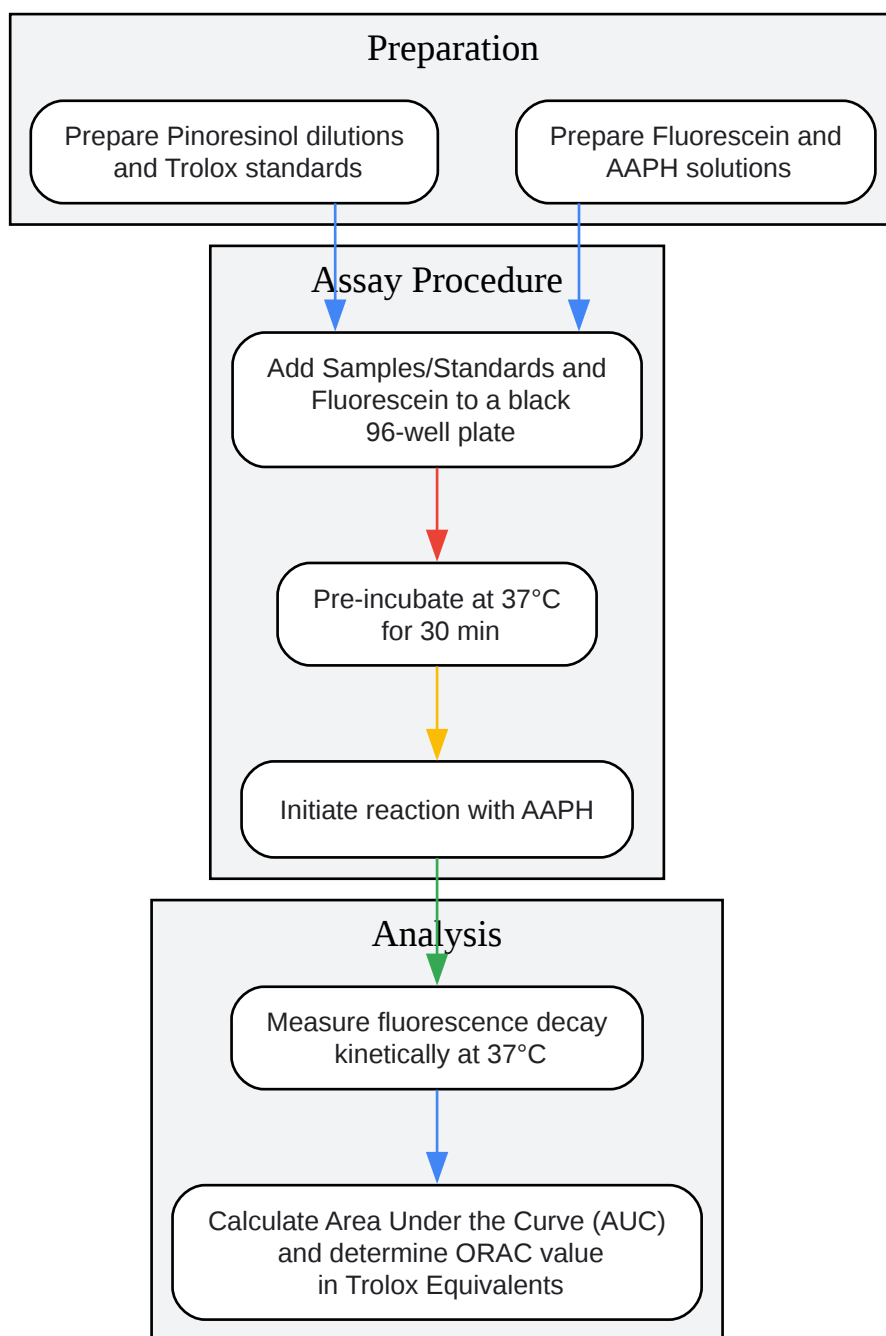 Preparation
Prepare Pinoresinol dilutions
and Trolox standards
Prepare Fluorescein and
AAPH solutions
Assay Procedure
Add Samples/Standards and
Fluorescein to a black
96-well plate
Pre-incubate at 37°C
for 30 min
Initiate reaction with AAPH
Analysis
Measure fluorescence decay
kinetically at 37°C
Calculate Area Under the Curve (AUC)
and determine ORAC value
in Trolox Equivalents